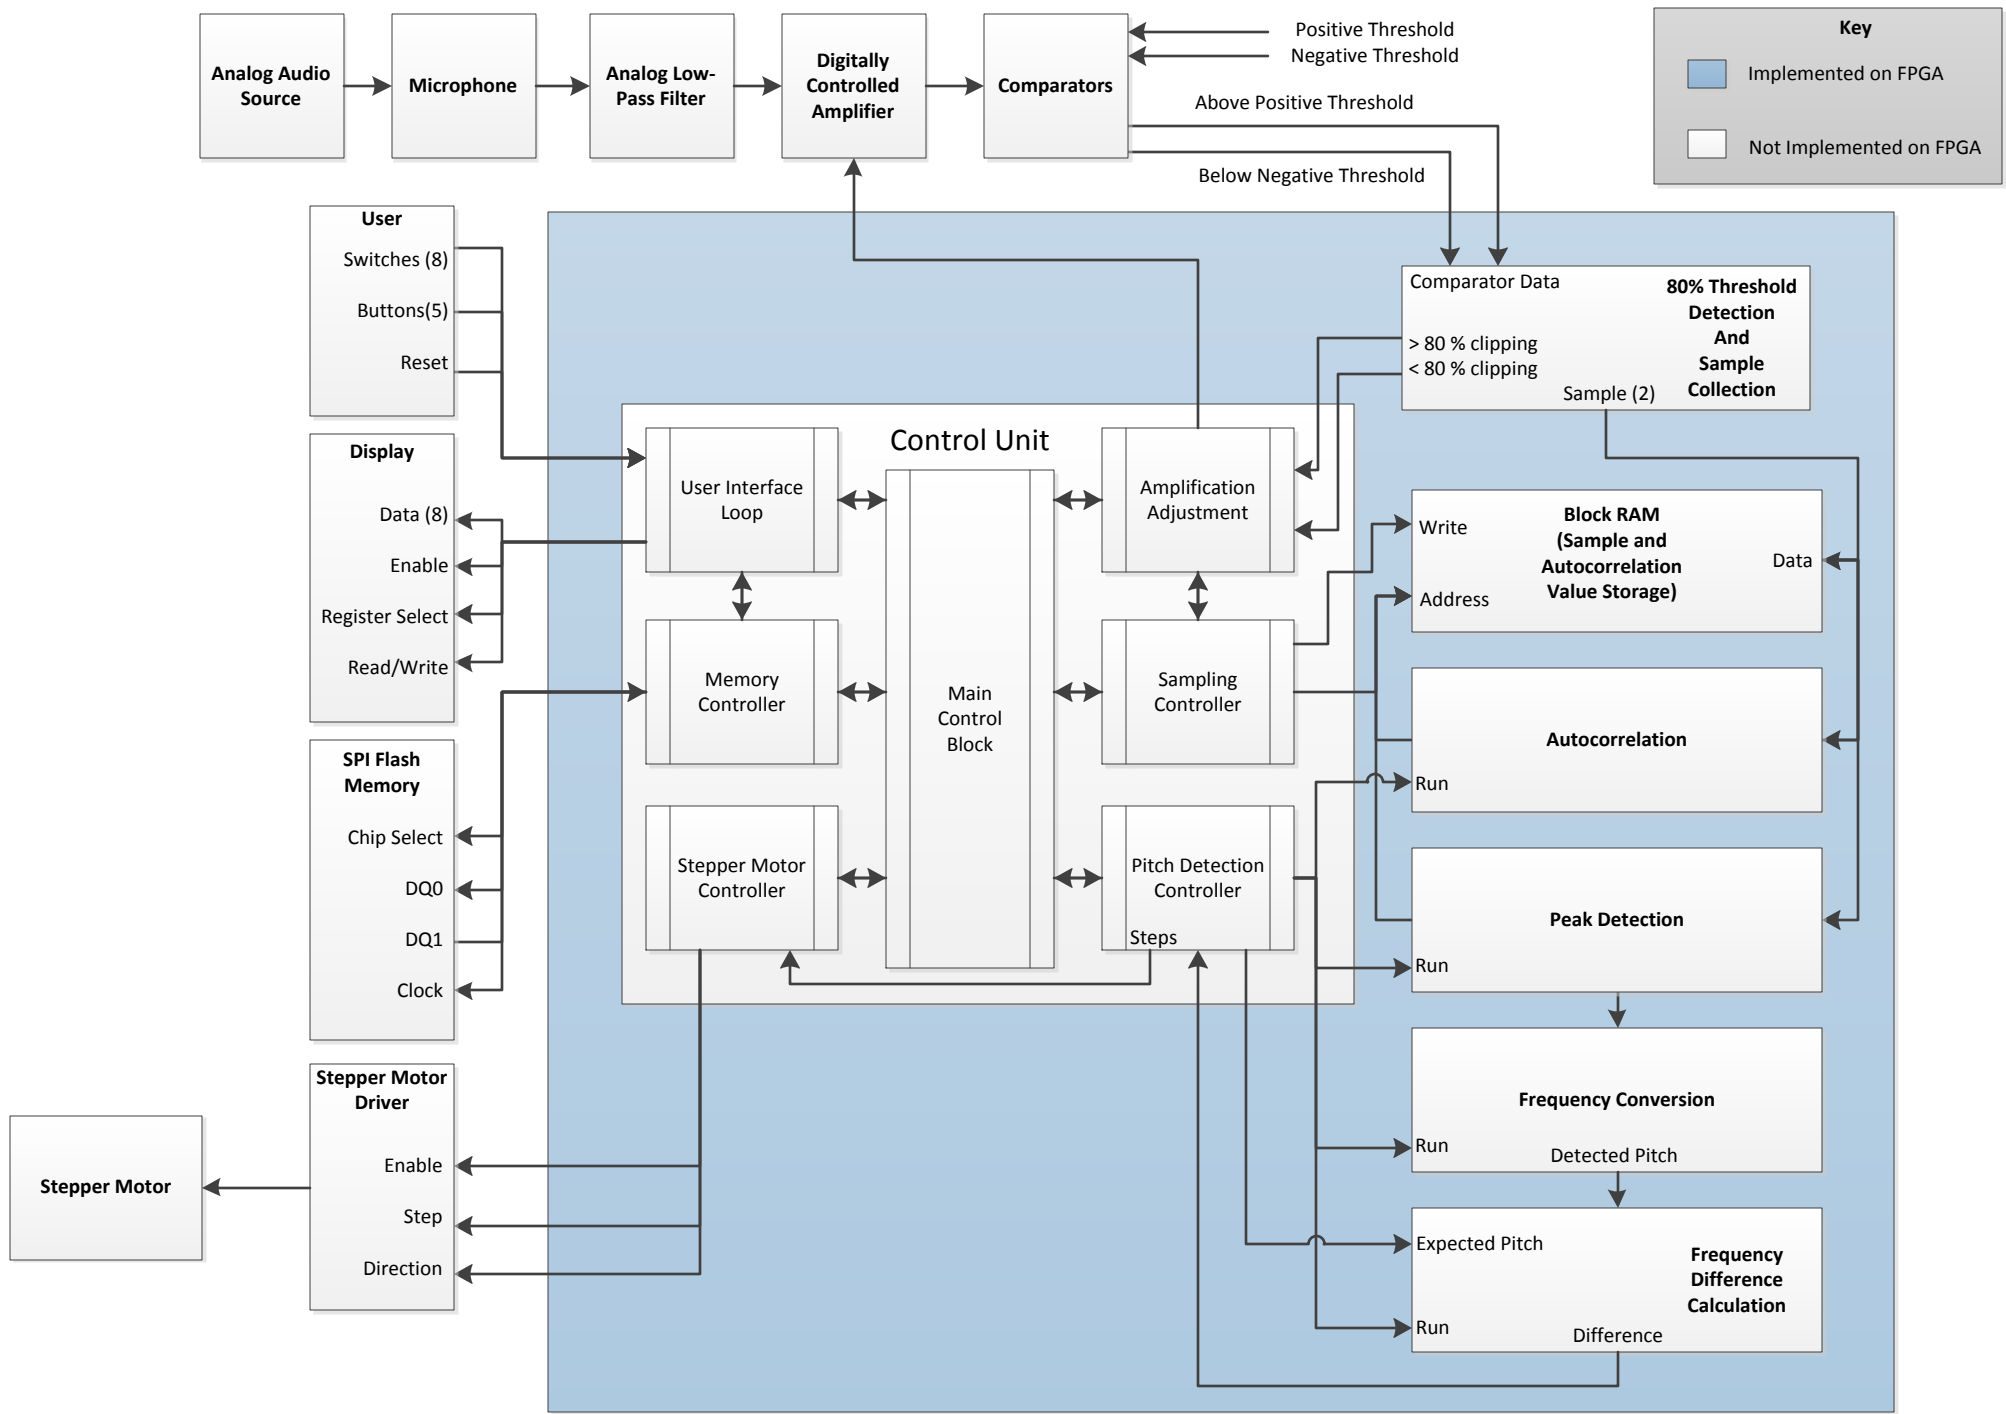 Analog Audio
Source
Microphone
Analog Low-
Pass Filter
Digitally
Controlled
Amplifier
Comparators
Positive Threshold
Negative Threshold
Above Positive Threshold
Below Negative Threshold
Key
Implemented on FPGA
Not Implemented on FPGA
User
Switches (8)
Buttons(5)
Reset
Display
Data (8)
Enable
Register Select
Read/Write
SPI Flash
Memory
Chip Select
DQ0
DQ1
Clock
Stepper Motor
Driver
Enable
Step
Direction
Stepper Motor
Control Unit
User Interface
Loop
Memory
Controller
Stepper Motor
Controller
Main
Control
Block
Amplification
Adjustment
Sampling
Controller
Pitch Detection
Controller
Steps
Comparator Data
> 80 % clipping
< 80 % clipping
Sample (2)
80% Threshold
Detection
And
Sample
Collection
Write
Address
Block RAM
(Sample and
Autocorrelation
Value Storage)
Data
Autocorrelation
Run
Peak Detection
Run
Frequency Conversion
Run
Detected Pitch
Expected Pitch
Frequency
Difference
Calculation
Run
Difference